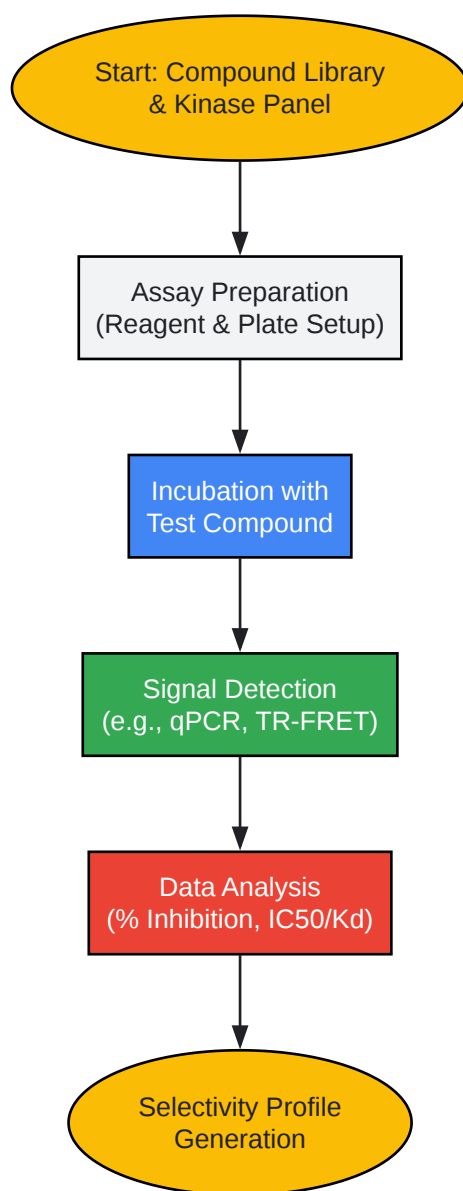 Start: Compound Library
& Kinase Panel
Assay Preparation
(Reagent & Plate Setup)
Incubation with
Test Compound
Signal Detection
(e.g., qPCR, TR-FRET)
Data Analysis
(% Inhibition, IC50/Kd)
Selectivity Profile
Generation